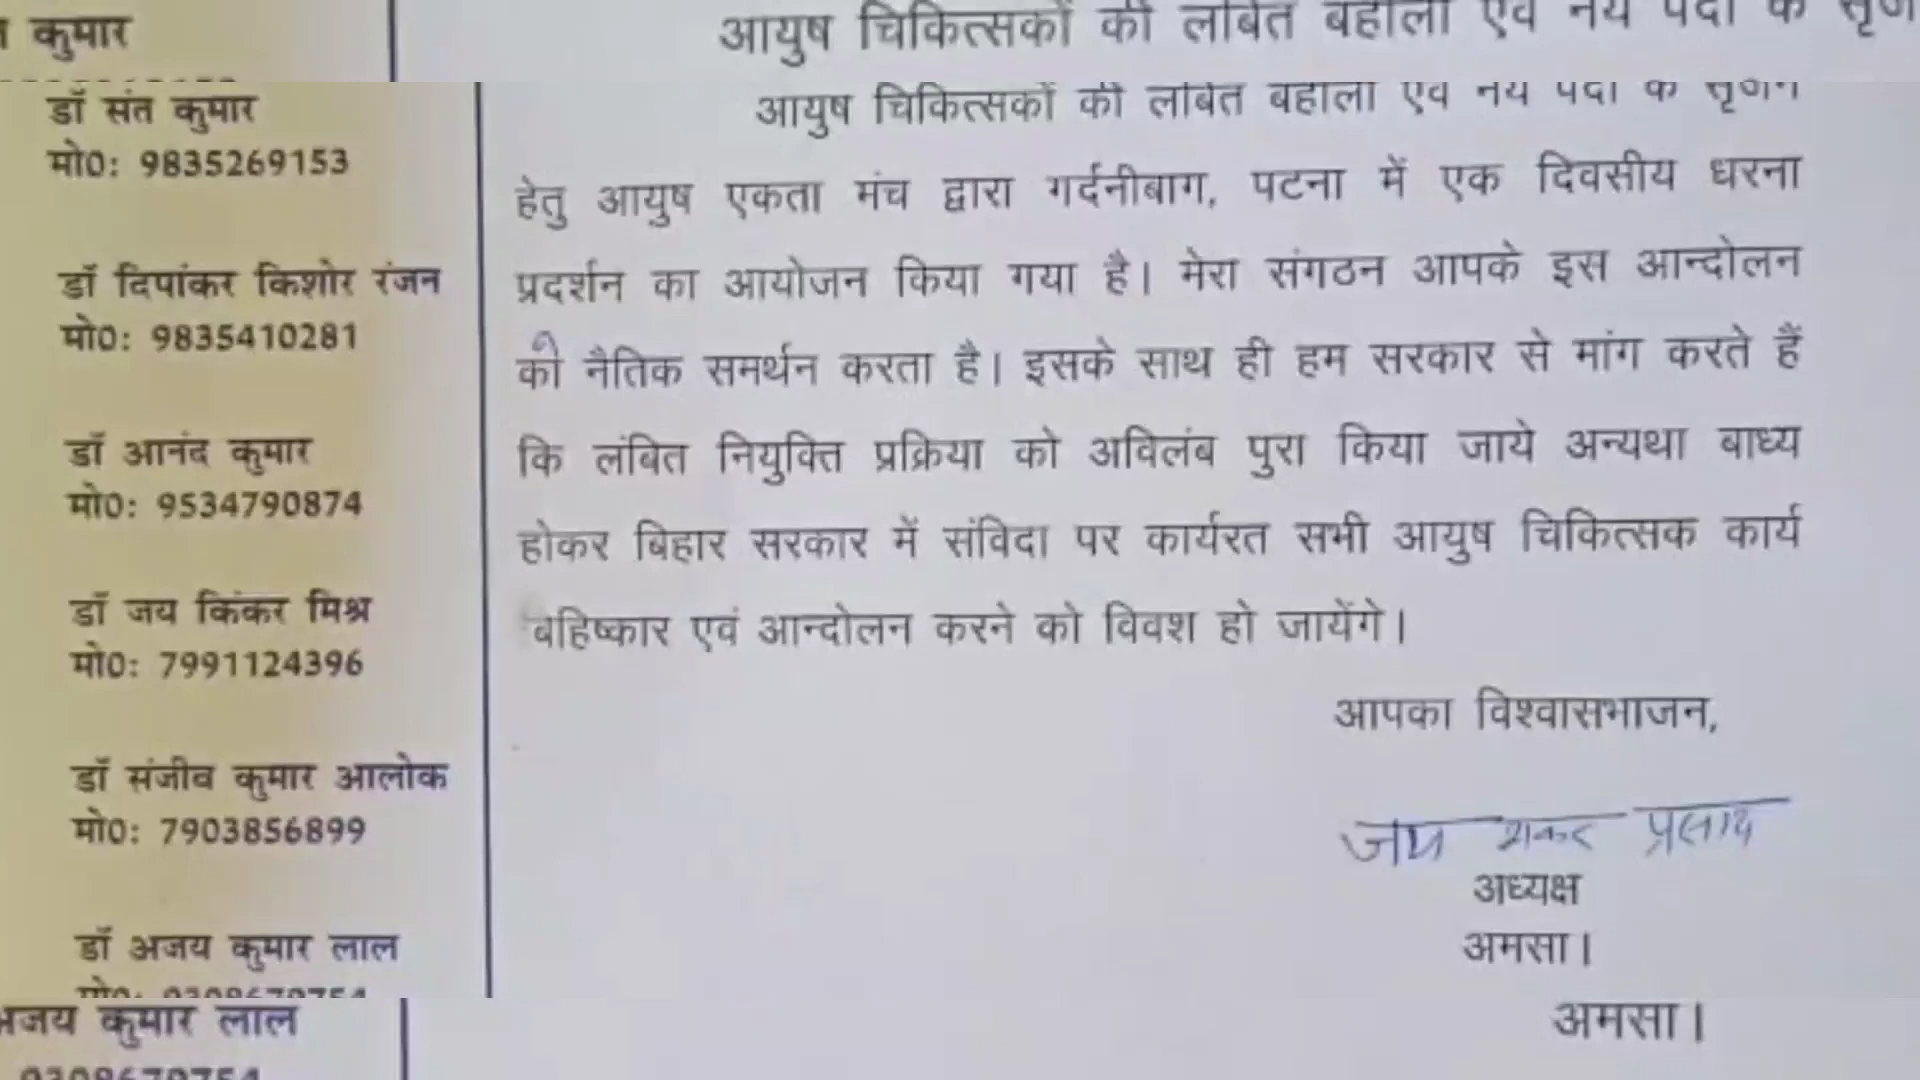 कुमार
आयुष चिकित्सकों की लंबित बहाली एवं नये पदों के
डॉ संत कुमार
मो0: 9835269153
डॉ दिपांकर किशोर रंजन
मो0: 9835410281
डॉ आनंद कुमार
मो0: 9534790874
डॉ जय किंकर मिश्र
मो0: 7991124396
डॉ संजीव कुमार आलोक
मो0: 7903856899
डॉ अजय कुमार लाल
मो0: 9308670754
आयुष चिकित्सकों की लंबित बहाली एवं नये पदों के सृजन
हेतु आयुष एकता मंच द्वारा गर्दनीबाग, पटना में एक दिवसीय धरना
प्रदर्शन का आयोजन किया गया है। मेरा संगठन आपके इस आन्दोलन
को नैतिक समर्थन करता है। इसके साथ ही हम सरकार से मांग करते हैं
कि लंबित नियुक्ति प्रक्रिया को अविलंब पुरा किया जाये अन्यथा बाध्य
होकर बिहार सरकार में संविदा पर कार्यरत सभी आयुष चिकित्सक कार्य
बहिष्कार एवं आन्दोलन करने को विवश हो जायेंगे।
आपका विश्वासभाजन,
जय शंकर प्रसाद
अध्यक्ष
अमसा।
अजय कुमार लाल
9308670754
अमसा।